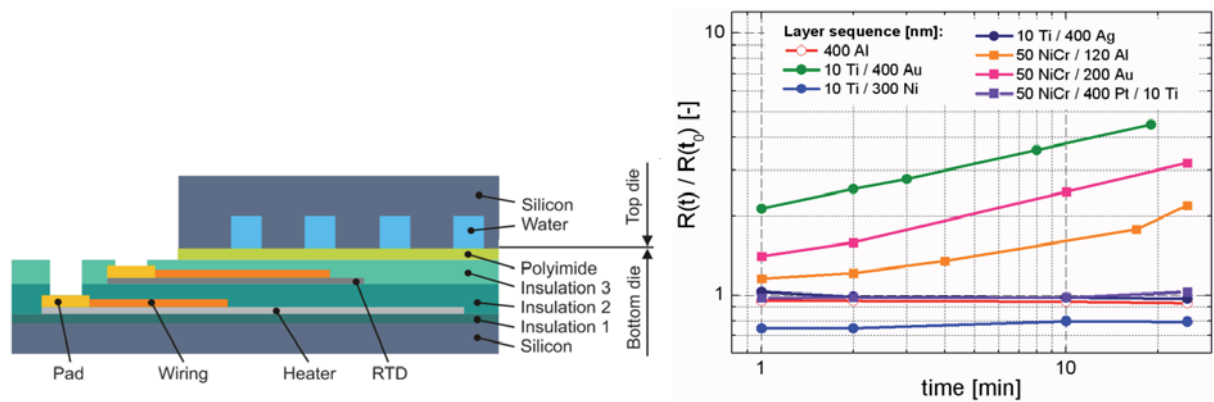 Silicon
Water
Polyimide
Insulation 3
Insulation 2
Insulation 1
Silicon
Top die
Bottom die
Pad
Wiring
Heater
RTD
Layer sequence [nm]:
400 Al
10 Ti / 400 Au
10 Ti / 300 Ni
10 Ti / 400 Ag
50 NiCr / 120 Al
50 NiCr / 200 Au
50 NiCr / 400 Pt / 10 Ti
R(t) / R(t₀) [-]
10
1
1
10
time [min]